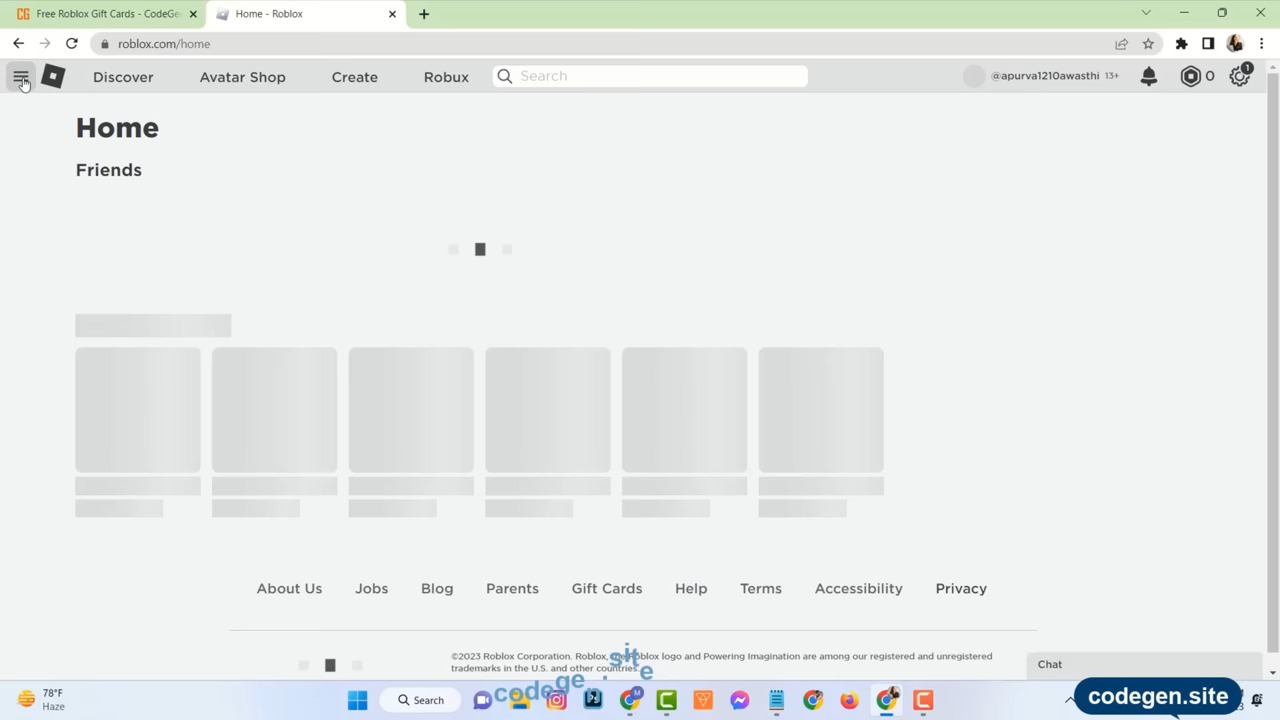 Free Roblox Gift Cards - CodeGe
Home - Roblox
roblox.com/home
Discover
Avatar Shop
Create
Robux
Search
@apurva1210awasthi 13+
0
1
Home
Friends
About Us
Jobs
Blog
Parents
Gift Cards
Help
Terms
Accessibility
Privacy
©2023 Roblox Corporation. Roblox, the Roblox logo and Powering Imagination are among our registered and unregistered
trademarks in the U.S. and other countries.
Chat
codege . site
78°F
Haze
Search
codegen.site